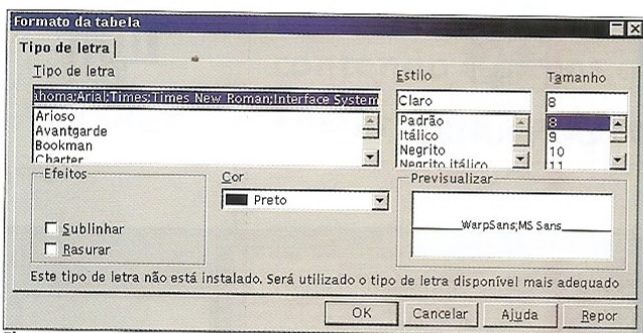 Formato da tabela
Tipo de letra
Tipo de letra
Estilo
Tamanho
ahoma;Arial;Times;Times New Roman;Interface System
Claro
8
Arioso
Avantgarde
Bookman
Charter
Padrão
Itálico
Negrito
Negrito itálico
8
9
10
11
Efeitos
Cor
Previsualizar
Preto
WarpSans;MS Sans
Sublinhar
Rasurar
Este tipo de letra não está instalado. Será utilizado o tipo de letra disponível mais adequado
OK
Cancelar
Ajuda
Repor